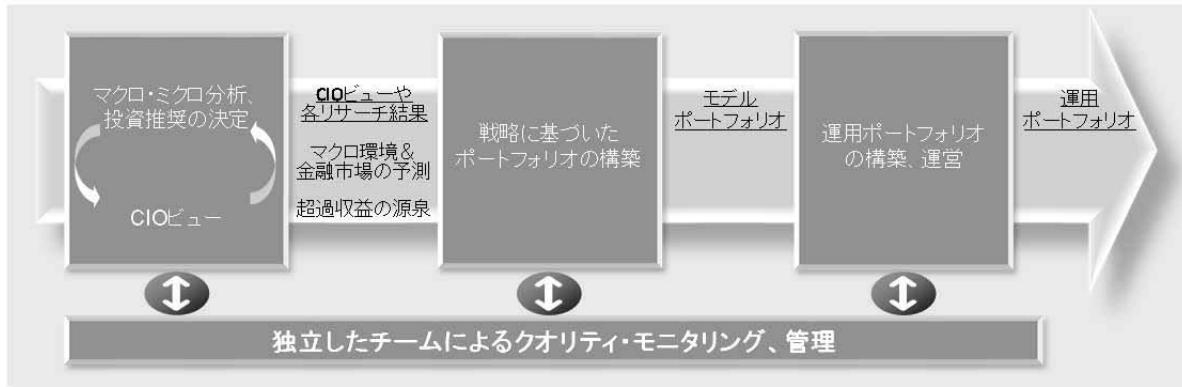 マクロ・ミクロ分析、
投資推奨の決定
CIOビュー
CIOビューや
各リサーチ結果
マクロ環境＆
金融市場の予測
超過収益の源泉
戦略に基づいた
ポートフォリオの構築
モデル
ポートフォリオ
運用ポートフォリオ
の構築、運営
運用
ポートフォリオ
独立したチームによるクオリティ・モニタリング、管理